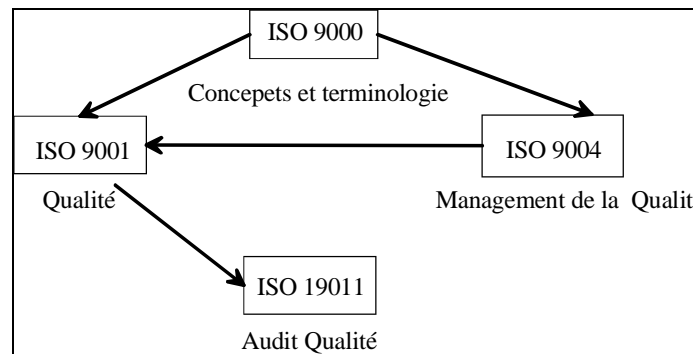 ISO 9000
Concepets et terminologie
ISO 9001
ISO 9004
Qualité
Management de la Qualit
ISO 19011
Audit Qualité